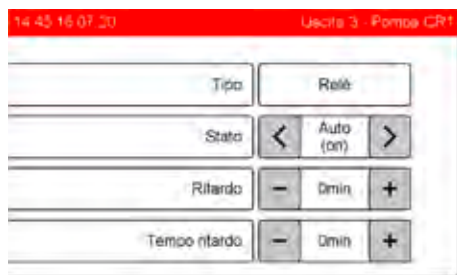 14:45 16.07.20 Uscita 3 - Pompa CR1
Tipo Relè
Stato < Auto (on) >
Ritardo - 0min +
Tempo ritardo - 0min +